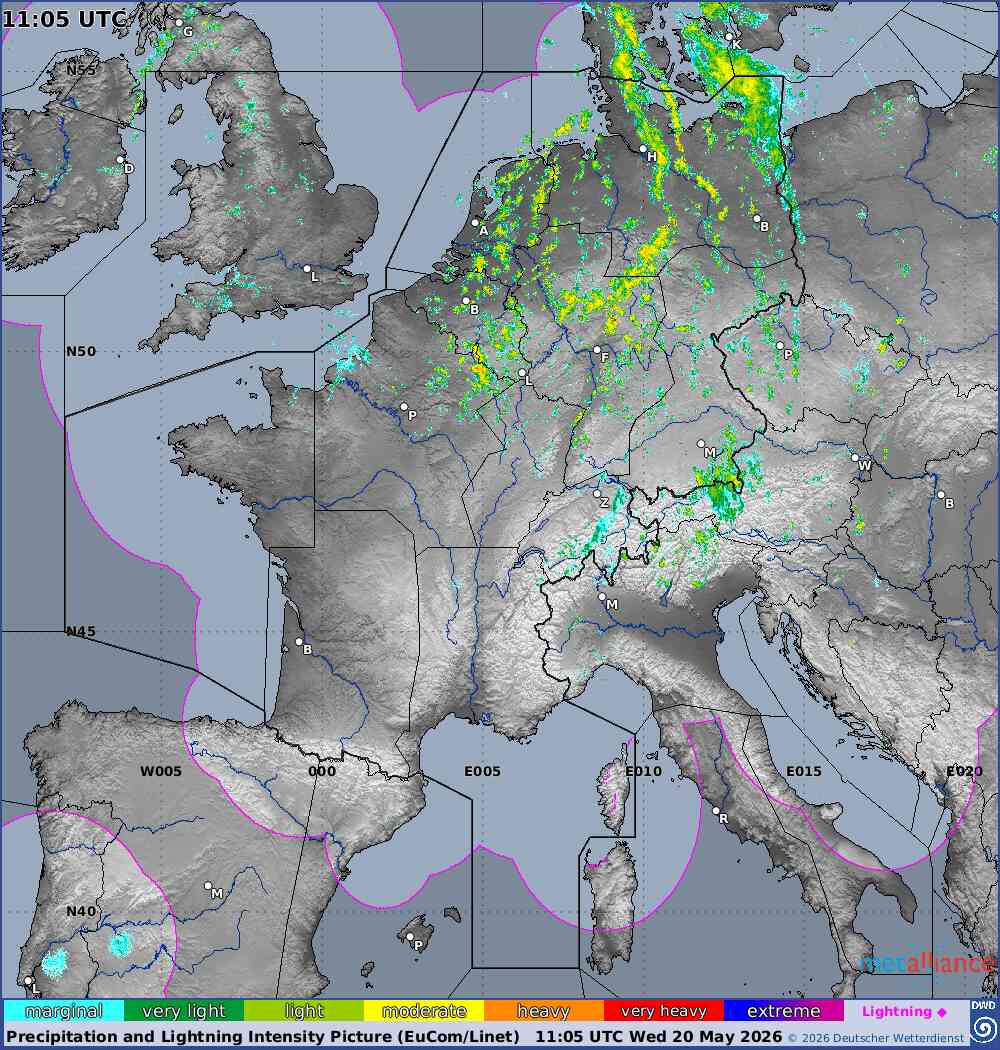 11:05 UTC
G
K
N55
H
D
A
B
L
B
N50
F
P
L
P
M
W
Z
B
M
N45
B
W005
000
E005
E010
E015
E020
R
M
N40
P
metalliance
L
marginal very light light moderate heavy very heavy extreme Lightning ◆ DWD
Precipitation and Lightning Intensity Picture (EuCom/Linet) 11:05 UTC Wed 20 May 2026 © 2026 Deutscher Wetterdienst